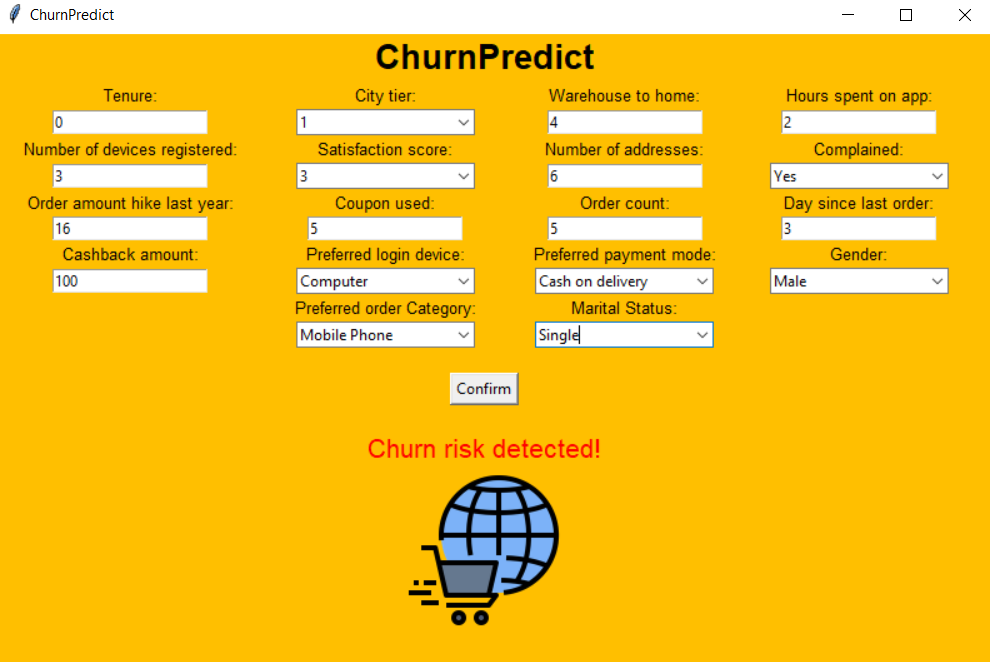 ChurnPredict
ChurnPredict
Tenure: City tier: Warehouse to home: Hours spent on app:
0 1 4 2
Number of devices registered: Satisfaction score: Number of addresses: Complained:
3 3 6 Yes
Order amount hike last year: Coupon used: Order count: Day since last order:
16 5 5 3
Cashback amount: Preferred login device: Preferred payment mode: Gender:
100 Computer Cash on delivery Male
Preferred order Category: Marital Status:
Mobile Phone Single
Confirm
Churn risk detected!